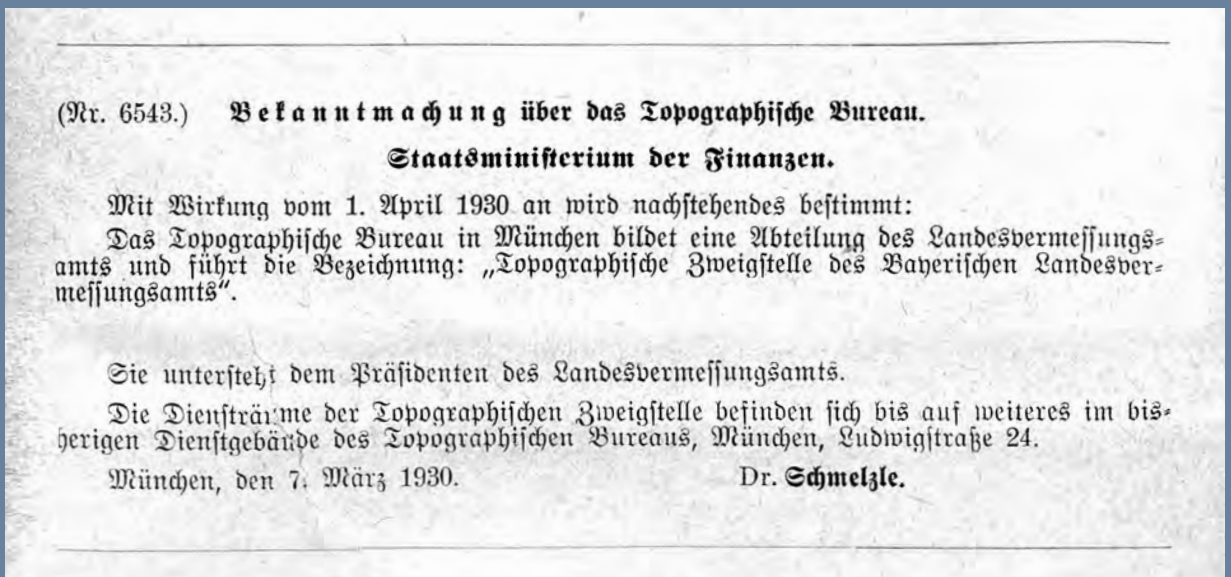 (Nr. 6543.) Bekanntmachung über das Topographische Bureau.
Staatsministerium der Finanzen.
Mit Wirkung vom 1. April 1930 an wird nachstehendes bestimmt:
Das Topographische Bureau in München bildet eine Abteilung des Landesvermessungs-
amts und führt die Bezeichnung: „Topographische Zweigstelle des Bayerischen Landesver-
messungsamts“.
Sie untersteht dem Präsidenten des Landesvermessungsamts.
Die Diensträume der Topographischen Zweigstelle befinden sich bis auf weiteres im bis-
herigen Dienstgebäude des Topographischen Bureaus, München, Ludwigstraße 24.
München, den 7. März 1930. Dr. Schmelzle.